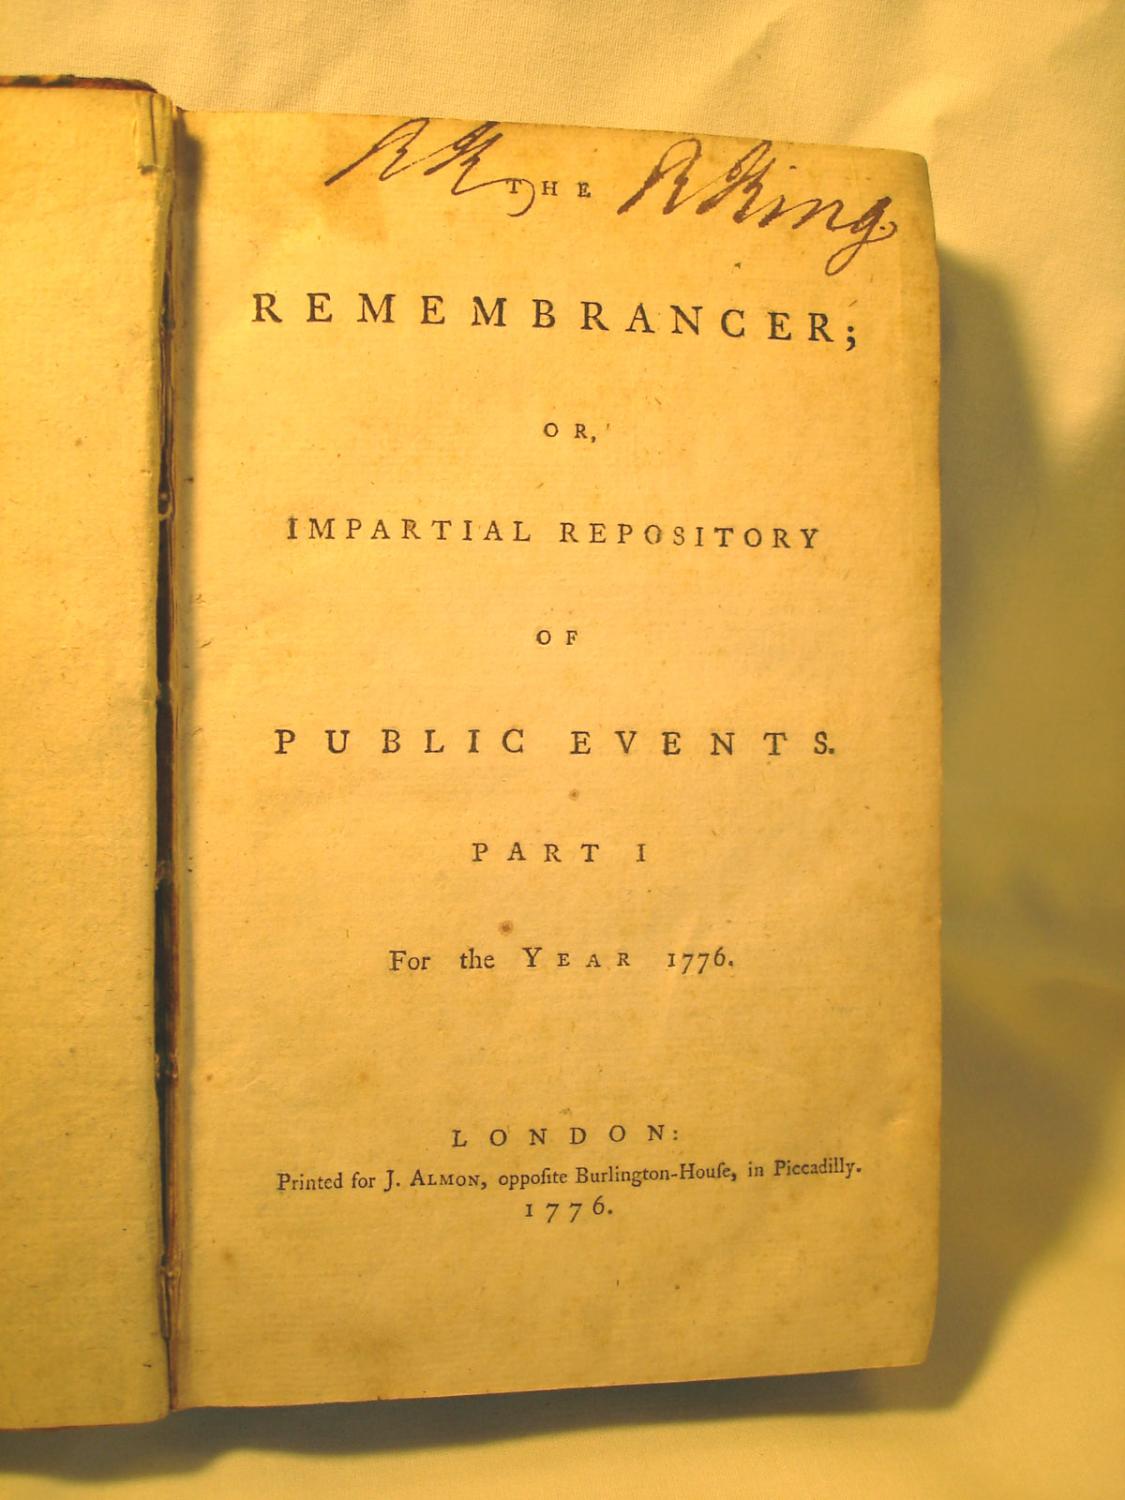 RK THE RKing
REMEMBRANCER;
OR,
IMPARTIAL REPOSITORY
OF
PUBLIC EVENTS.
PART I
For the YEAR 1776.
LONDON:
Printed for J. ALMON, oppoſite Burlington-Houſe, in Piccadilly.
1776.